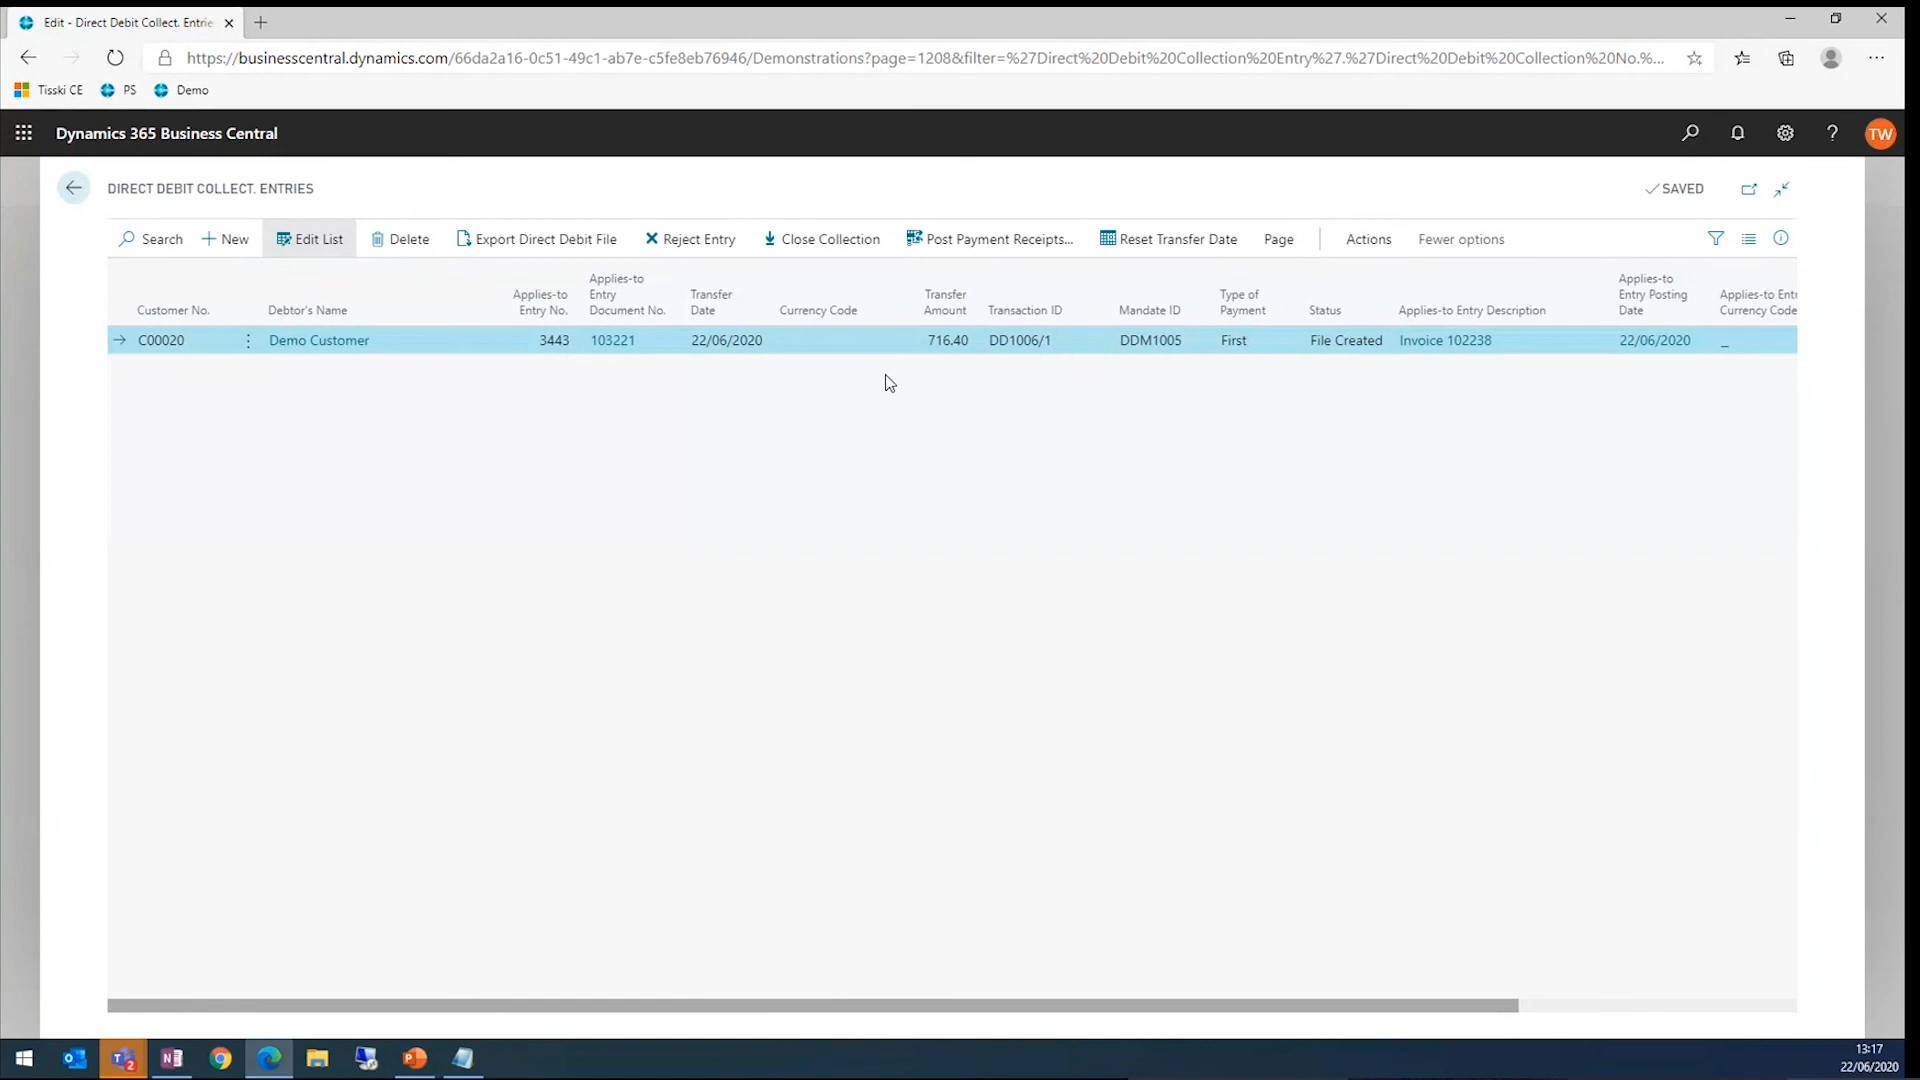 Edit - Direct Debit Collect. Entrie
https://businesscentral.dynamics.com/66da2a16-0c51-49c1-ab7e-c5fe8eb76946/Demonstrations?page=1208&filter=%27Direct%20Debit%20Collection%20Entry%27.%27Direct%20Debit%20Collection%20No.%...
Tisski CE PS Demo
Dynamics 365 Business Central
? TW
DIRECT DEBIT COLLECT. ENTRIES SAVED
Search New Edit List Delete Export Direct Debit File Reject Entry Close Collection Post Payment Receipts... Reset Transfer Date Page Actions Fewer options
Customer No. Debtor's Name Applies-to Entry No. Applies-to Entry Document No. Transfer Date Currency Code Transfer Amount Transaction ID Mandate ID Type of Payment Status Applies-to Entry Description Applies-to Entry Posting Date Applies-to Entr Currency Code
C00020 Demo Customer 3443 103221 22/06/2020 716.40 DD1006/1 DDM1005 First File Created Invoice 102238 22/06/2020 _
13:17
22/06/2020